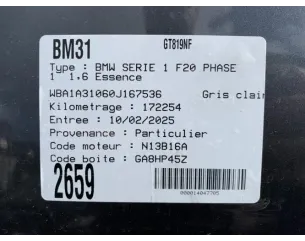 BM31 GT819NF
Type : BMW SERIE 1 F20 PHASE
1 1.6 Essence
WBA1A31060J167536 Gris clair
Kilometrage : 172254
Entree : 10/02/2025
Provenance : Particulier
Code moteur : N13B16A
Code boite : GA8HP45Z
2659
000014047705